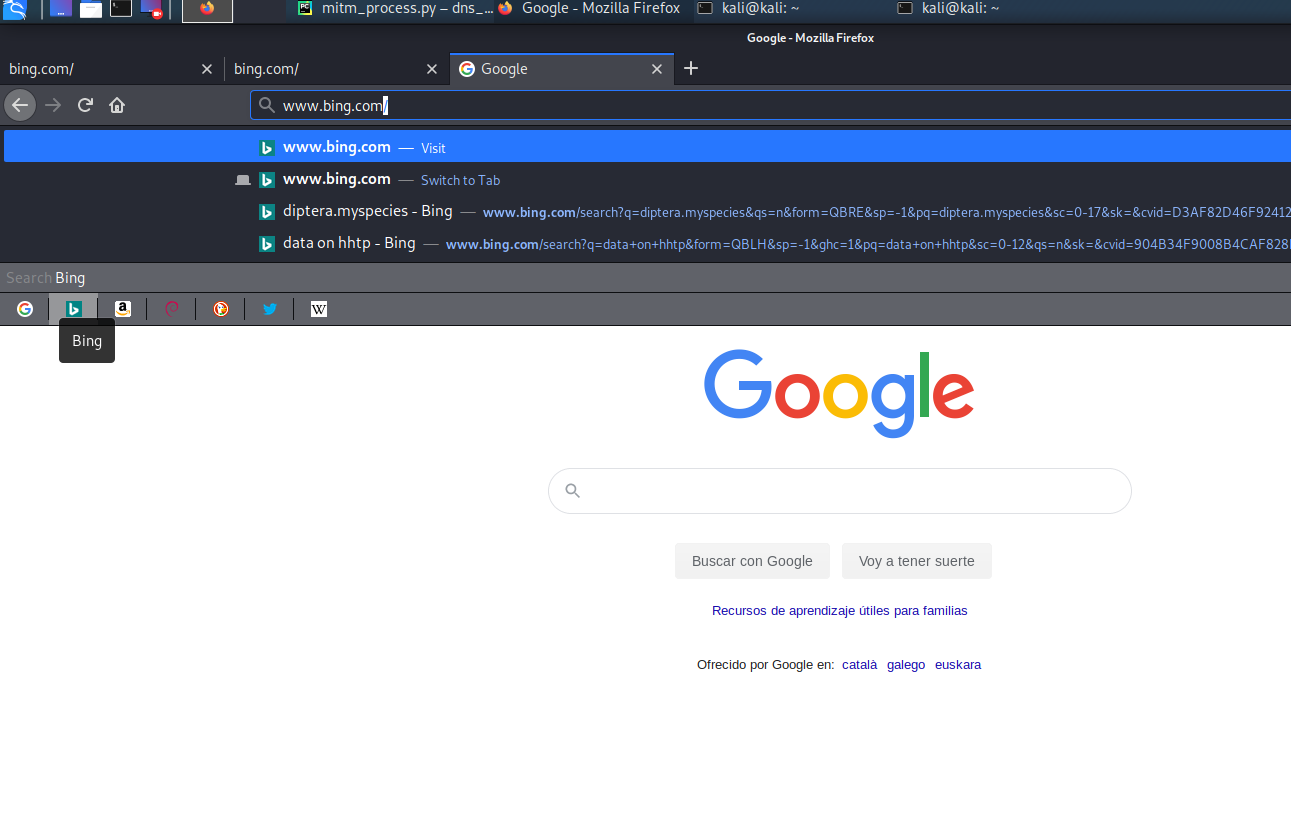 mitm_process.py – dns_... Google - Mozilla Firefox kali@kali: ~ kali@kali: ~
Google - Mozilla Firefox
bing.com/ bing.com/ Google
www.bing.com/
www.bing.com — Visit
www.bing.com — Switch to Tab
diptera.myspecies - Bing — www.bing.com/search?q=diptera.myspecies&qs=n&form=QBRE&sp=-1&pq=diptera.myspecies&sc=0-17&sk=&cvid=D3AF82D46F92412
data on hhtp - Bing — www.bing.com/search?q=data+on+hhtp&form=QBLH&sp=-1&ghc=1&pq=data+on+hhtp&sc=0-12&qs=n&sk=&cvid=904B34F9008B4CAF828
Search Bing
Bing
Google
Buscar con Google Voy a tener suerte
Recursos de aprendizaje útiles para familias
Ofrecido por Google en: català galego euskara